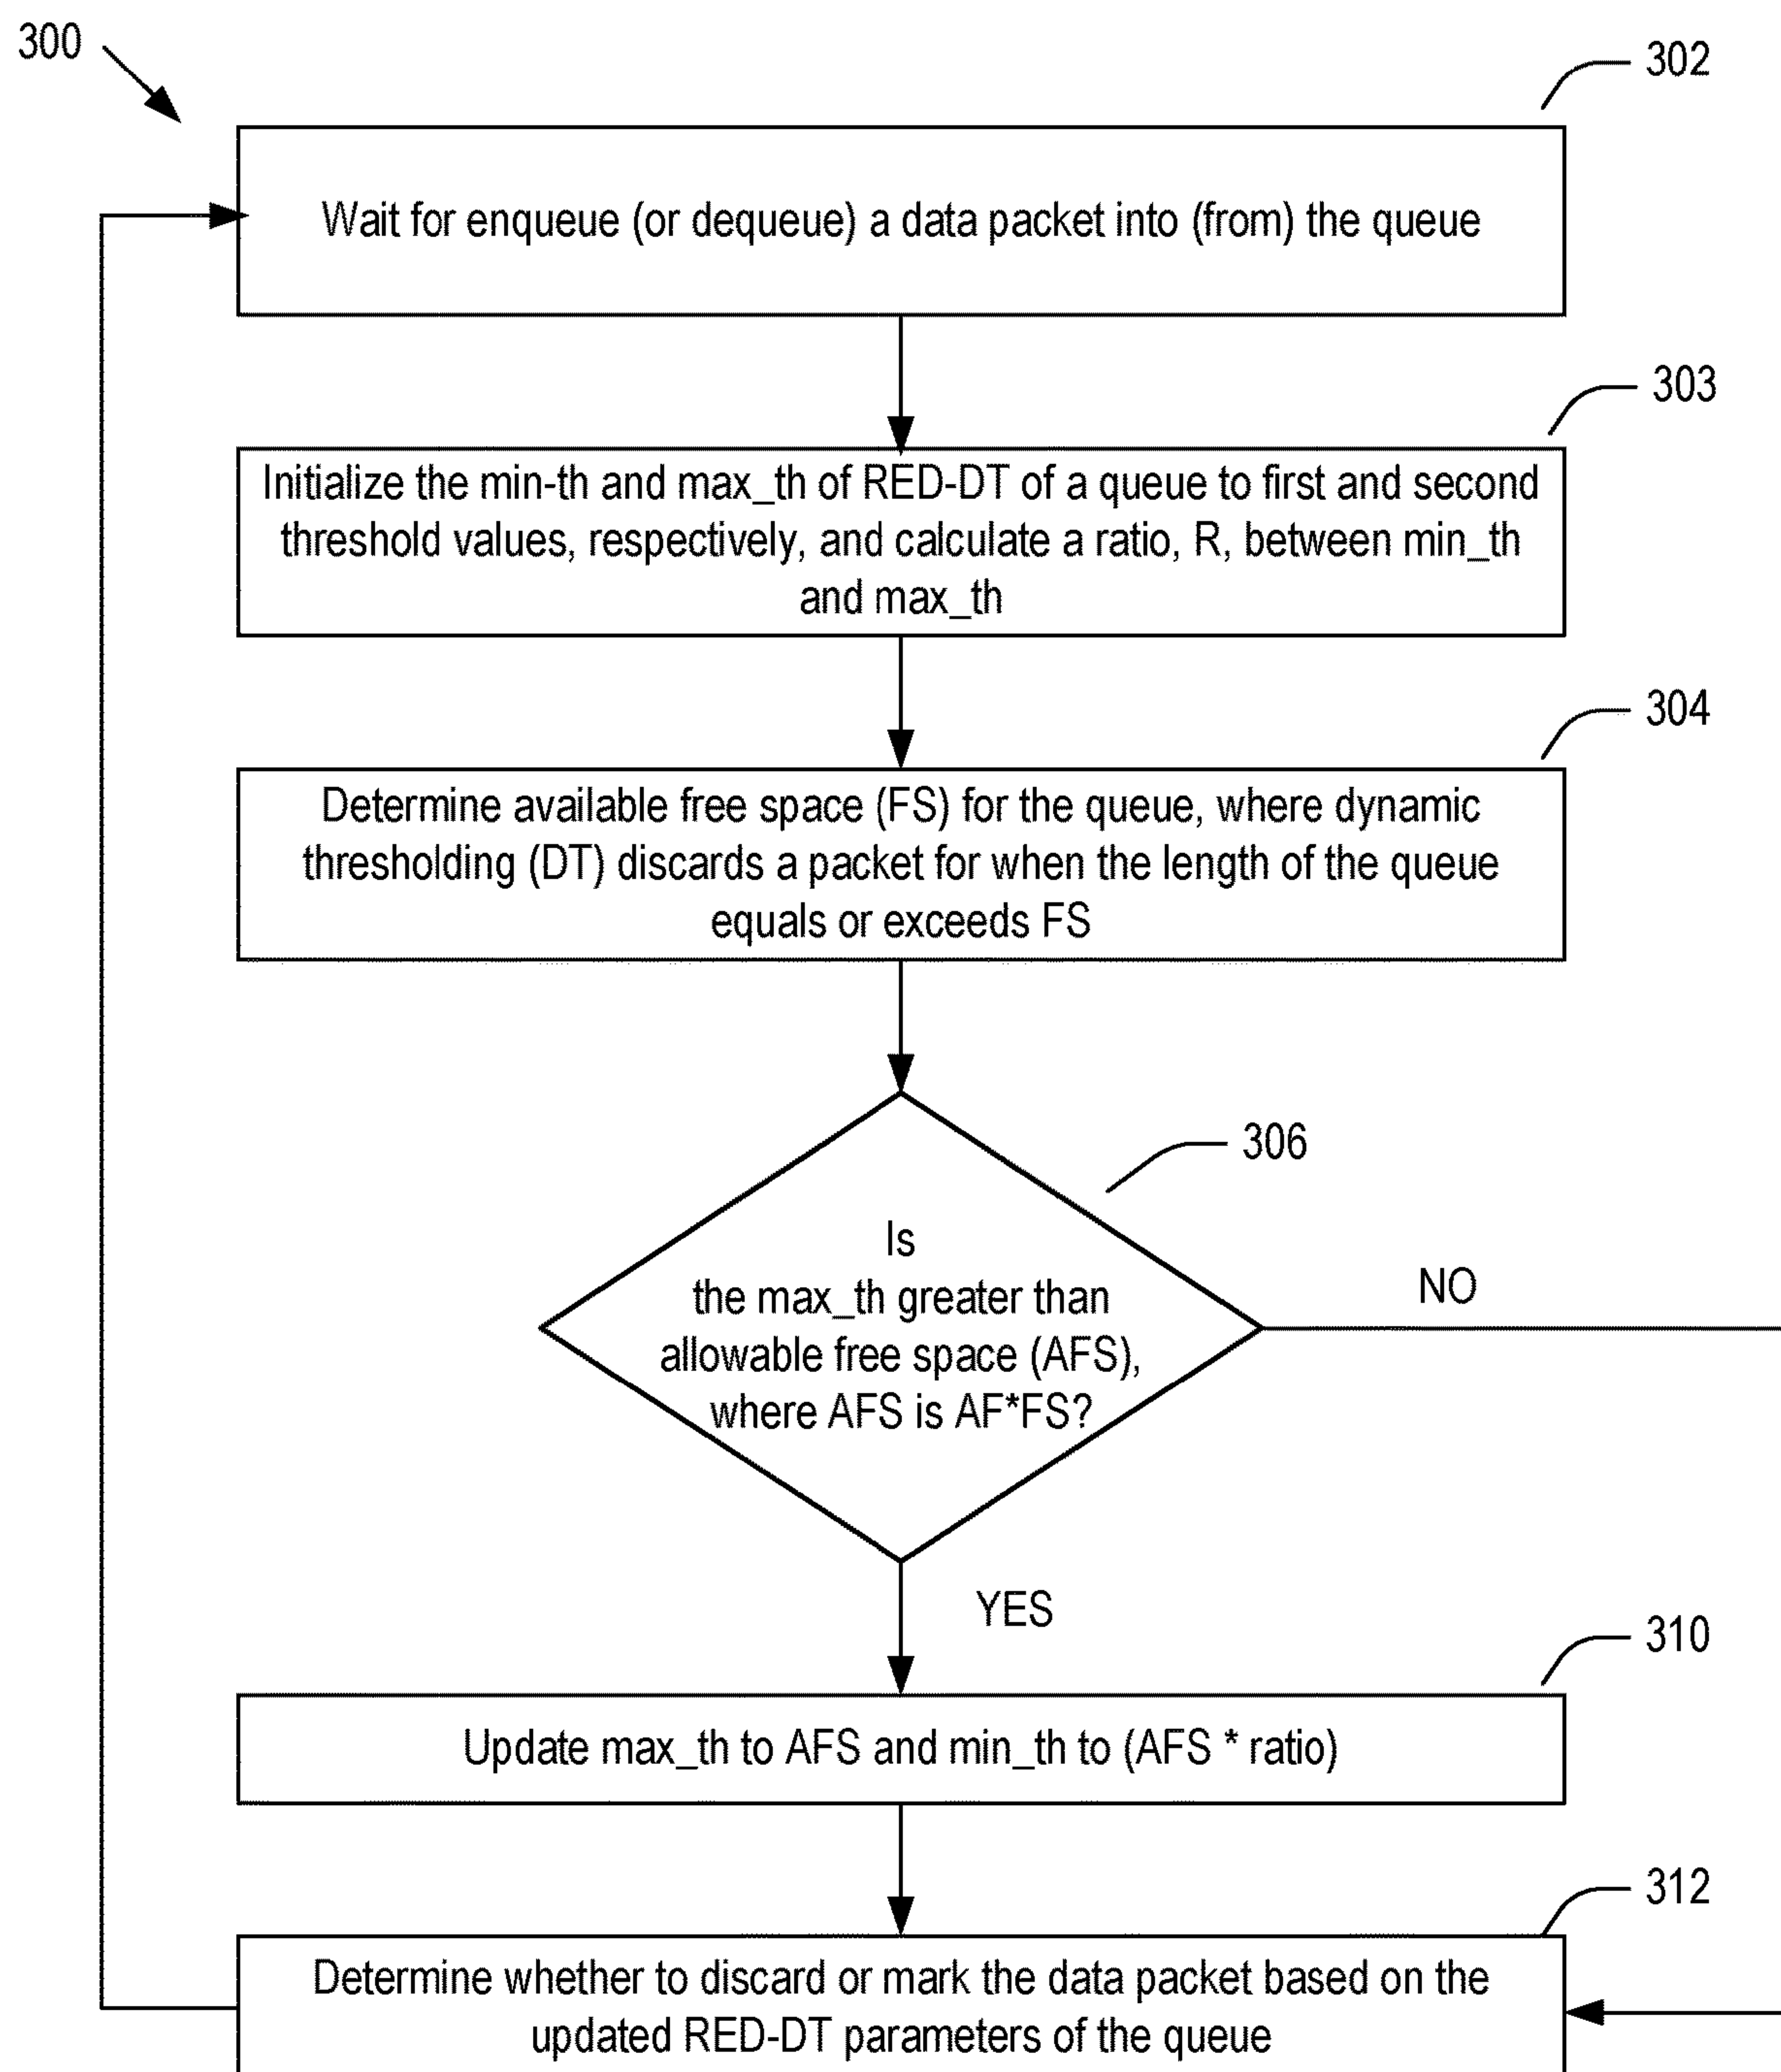 300
302
Wait for enqueue (or dequeue) a data packet into (from) the queue
303
Initialize the min-th and max_th of RED-DT of a queue to first and second
threshold values, respectively, and calculate a ratio, R, between min_th
and max_th
304
Determine available free space (FS) for the queue, where dynamic
thresholding (DT) discards a packet for when the length of the queue
equals or exceeds FS
306
Is
the max_th greater than
allowable free space (AFS),
where AFS is AF*FS?
NO
YES
310
Update max_th to AFS and min_th to (AFS * ratio)
312
Determine whether to discard or mark the data packet based on the
updated RED-DT parameters of the queue